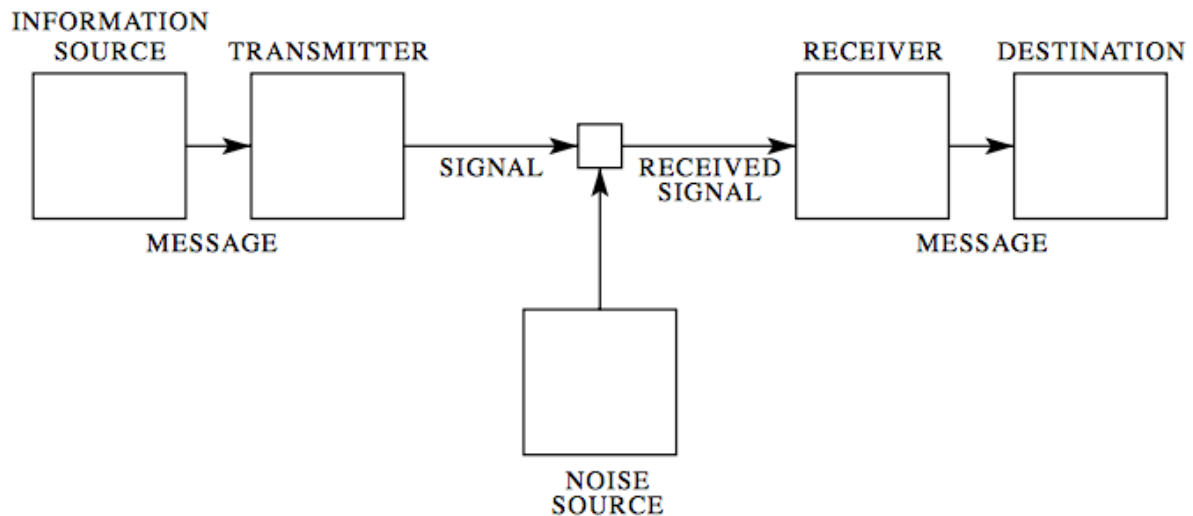 INFORMATION
SOURCE
TRANSMITTER
RECEIVER
DESTINATION
SIGNAL
RECEIVED
SIGNAL
MESSAGE
MESSAGE
NOISE
SOURCE